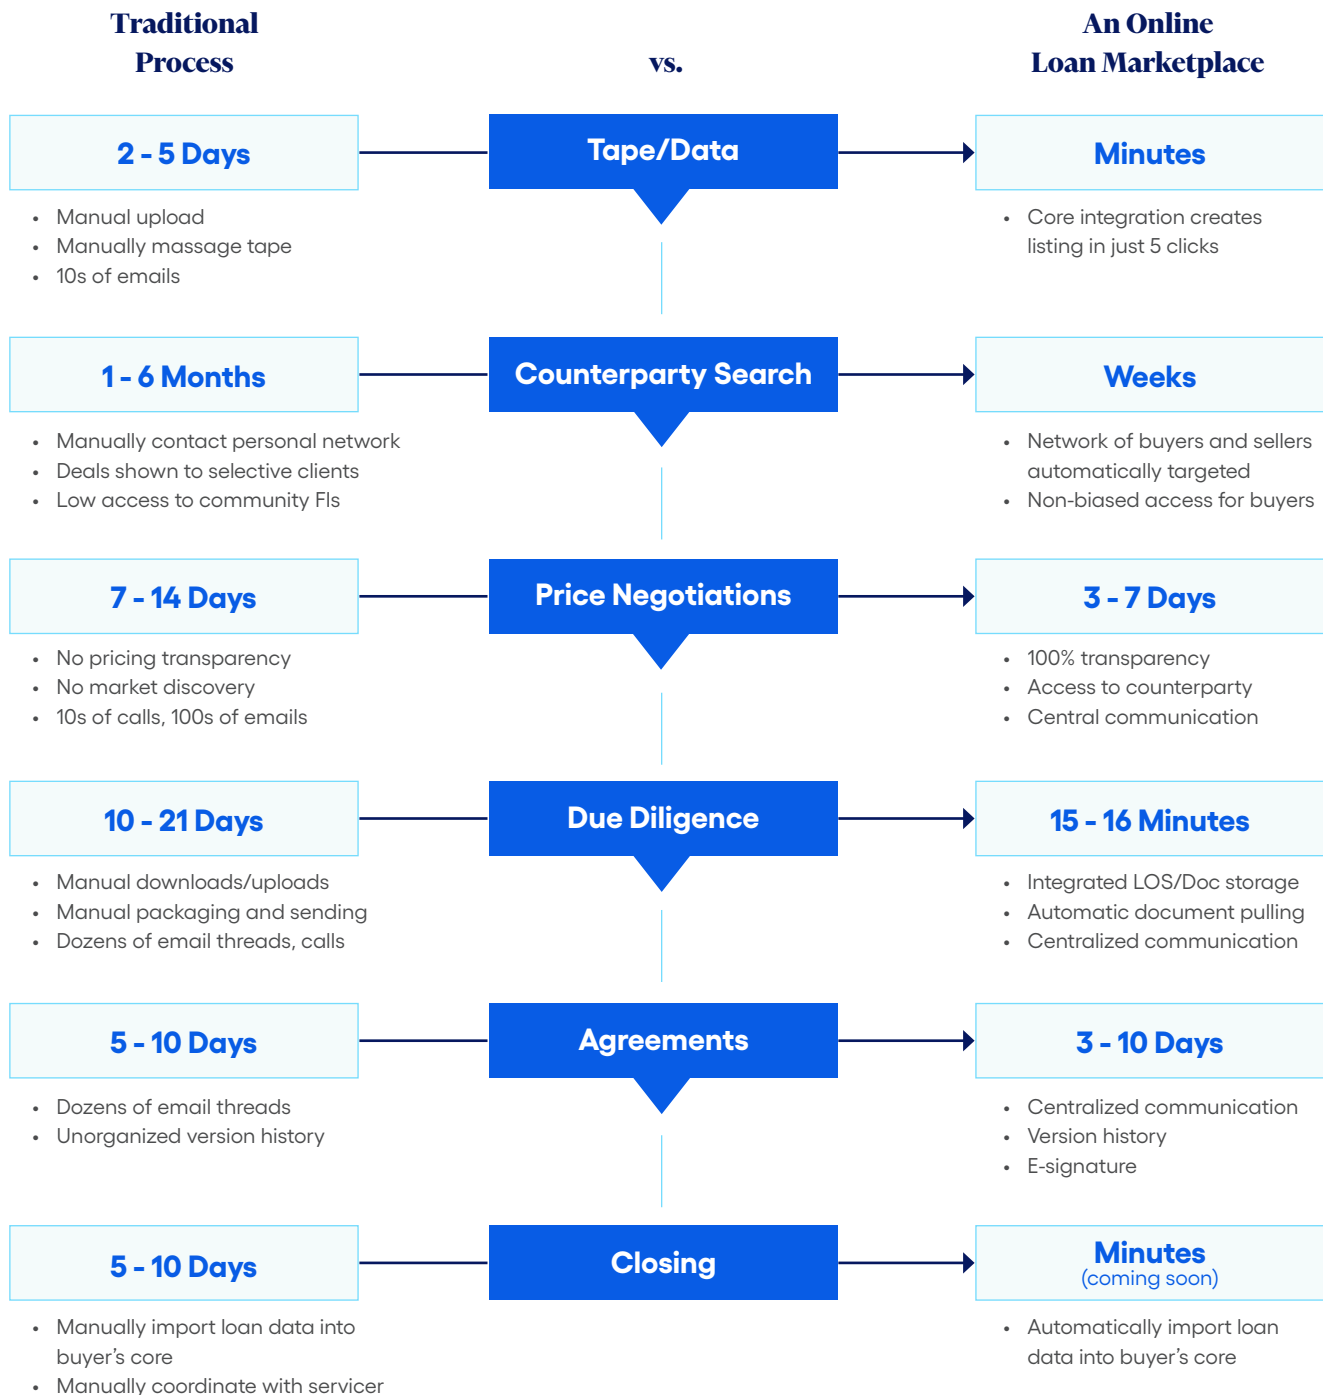 Traditional
Process
vs.
An Online
Loan Marketplace
2 - 5 Days
Tape/Data
Minutes
• Manual upload
• Manually massage tape
• 10s of emails
• Core integration creates
listing in just 5 clicks
1 - 6 Months
Counterparty Search
Weeks
• Manually contact personal network
• Deals shown to selective clients
• Low access to community FIs
• Network of buyers and sellers
automatically targeted
• Non-biased access for buyers
7 - 14 Days
Price Negotiations
3 - 7 Days
• No pricing transparency
• No market discovery
• 10s of calls, 100s of emails
• 100% transparency
• Access to counterparty
• Central communication
10 - 21 Days
Due Diligence
15 - 16 Minutes
• Manual downloads/uploads
• Manual packaging and sending
• Dozens of email threads, calls
• Integrated LOS/Doc storage
• Automatic document pulling
• Centralized communication
5 - 10 Days
Agreements
3 - 10 Days
• Dozens of email threads
• Unorganized version history
• Centralized communication
• Version history
• E-signature
5 - 10 Days
Closing
Minutes
(coming soon)
• Manually import loan data into
buyer’s core
• Manually coordinate with servicer
• Automatically import loan
data into buyer’s core